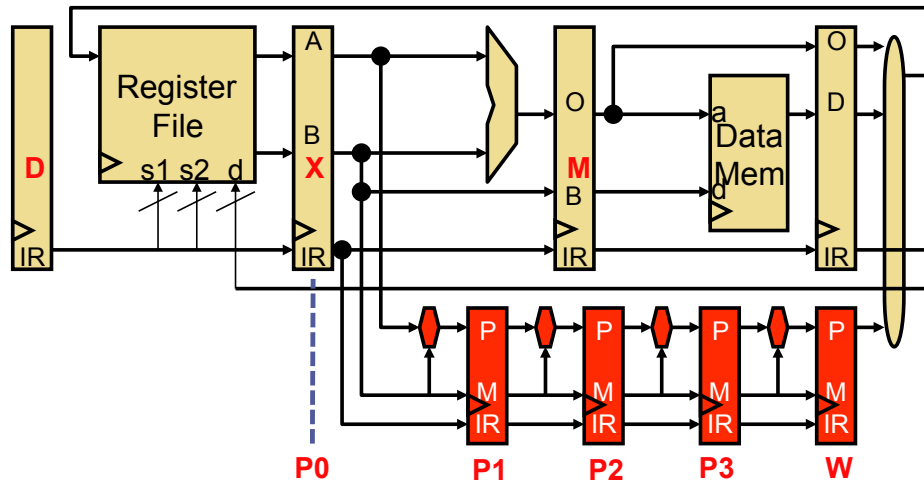 A
O
Register
File
O
D
a
Data
Mem
B
D
X
M
B
d
s1 s2 d
IR
IR
IR
IR
P
P
P
P
M
M
M
M
IR
IR
IR
IR
P0
P1
P2
P3
W